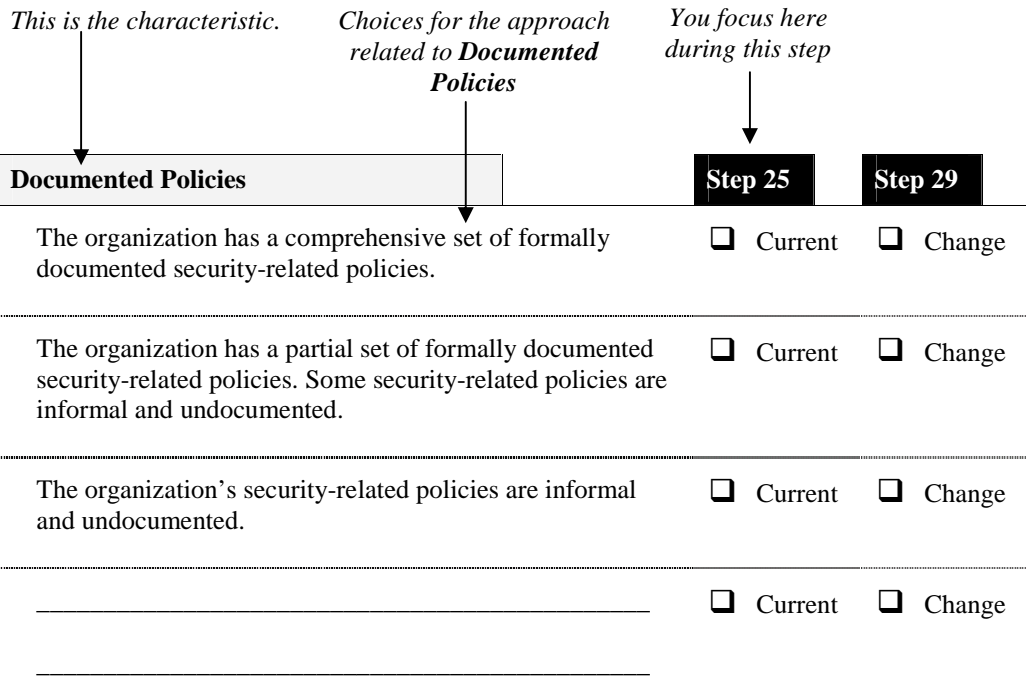 This is the characteristic.
Choices for the approach
related to Documented
Policies
You focus here
during this step
Documented Policies
Step 25
Step 29
The organization has a comprehensive set of formally
documented security-related policies.
❑ Current
❑ Change
The organization has a partial set of formally documented
security-related policies. Some security-related policies are
informal and undocumented.
❑ Current
❑ Change
The organization’s security-related policies are informal
and undocumented.
❑ Current
❑ Change
❑ Current
❑ Change